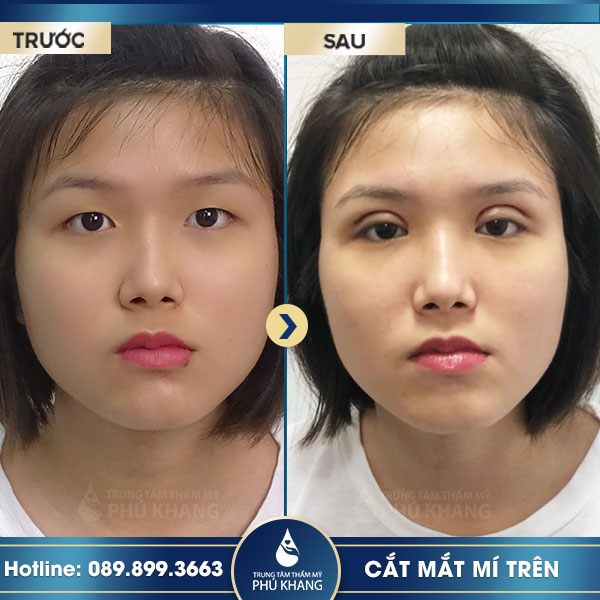 TRƯỚC
SAU
TRUNG TÂM THẨM MỸ
PHÚ KHANG
TRUNG TÂM THẨM MỸ
PHÚ KHANG
Hotline: 089.899.3663
TRUNG TÂM THẨM MỸ
PHÚ KHANG
CẮT MẮT MÍ TRÊN